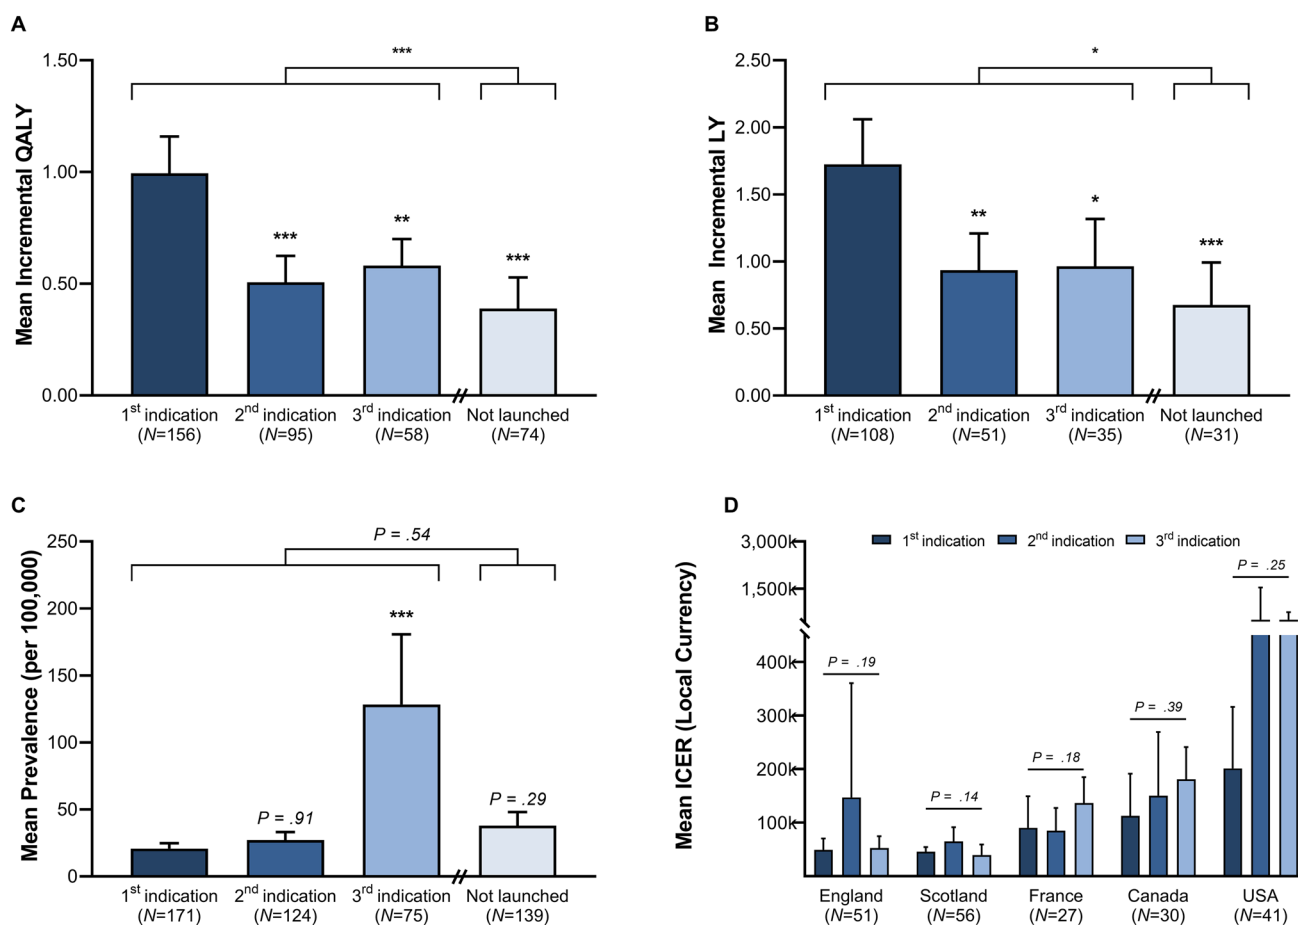 A
Mean Incremental QALY
1.50
1.00
0.50
0.00
***
***
**
***
1st indication
(N=156)
2nd indication
(N=95)
3rd indication
(N=58)
Not launched
(N=74)
B
Mean Incremental LY
2.50
2.00
1.50
1.00
0.50
0.00
*
**
*
***
1st indication
(N=108)
2nd indication
(N=51)
3rd indication
(N=35)
Not launched
(N=31)
C
Mean Prevalence (per 100,000)
250
200
150
100
50
0
P = .54
P = .91
***
P = .29
1st indication
(N=171)
2nd indication
(N=124)
3rd indication
(N=75)
Not launched
(N=139)
D
Mean ICER (Local Currency)
1st indication
2nd indication
3rd indication
3,000k
1,500k
400k
300k
200k
100k
P = .19
P = .14
P = .18
P = .39
P = .25
England
(N=51)
Scotland
(N=56)
France
(N=27)
Canada
(N=30)
USA
(N=41)